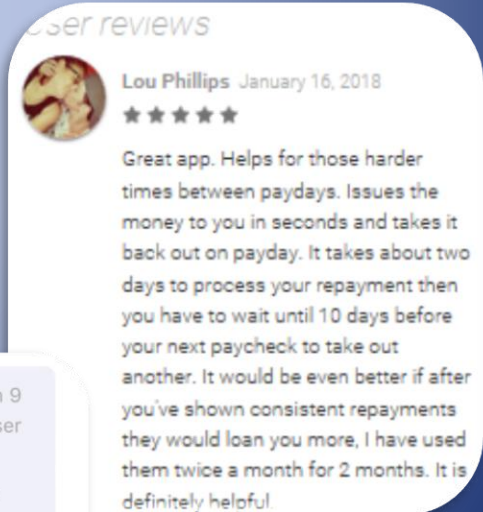 User reviews
Lou Phillips January 16, 2018
★★★★★
Great app. Helps for those harder
times between paydays. Issues the
money to you in seconds and takes it
back out on payday. It takes about two
days to process your repayment then
you have to wait until 10 days before
your next paycheck to take out
another. It would be even better if after
you've shown consistent repayments
they would loan you more, I have used
them twice a month for 2 months. It is
definitely helpful.
9